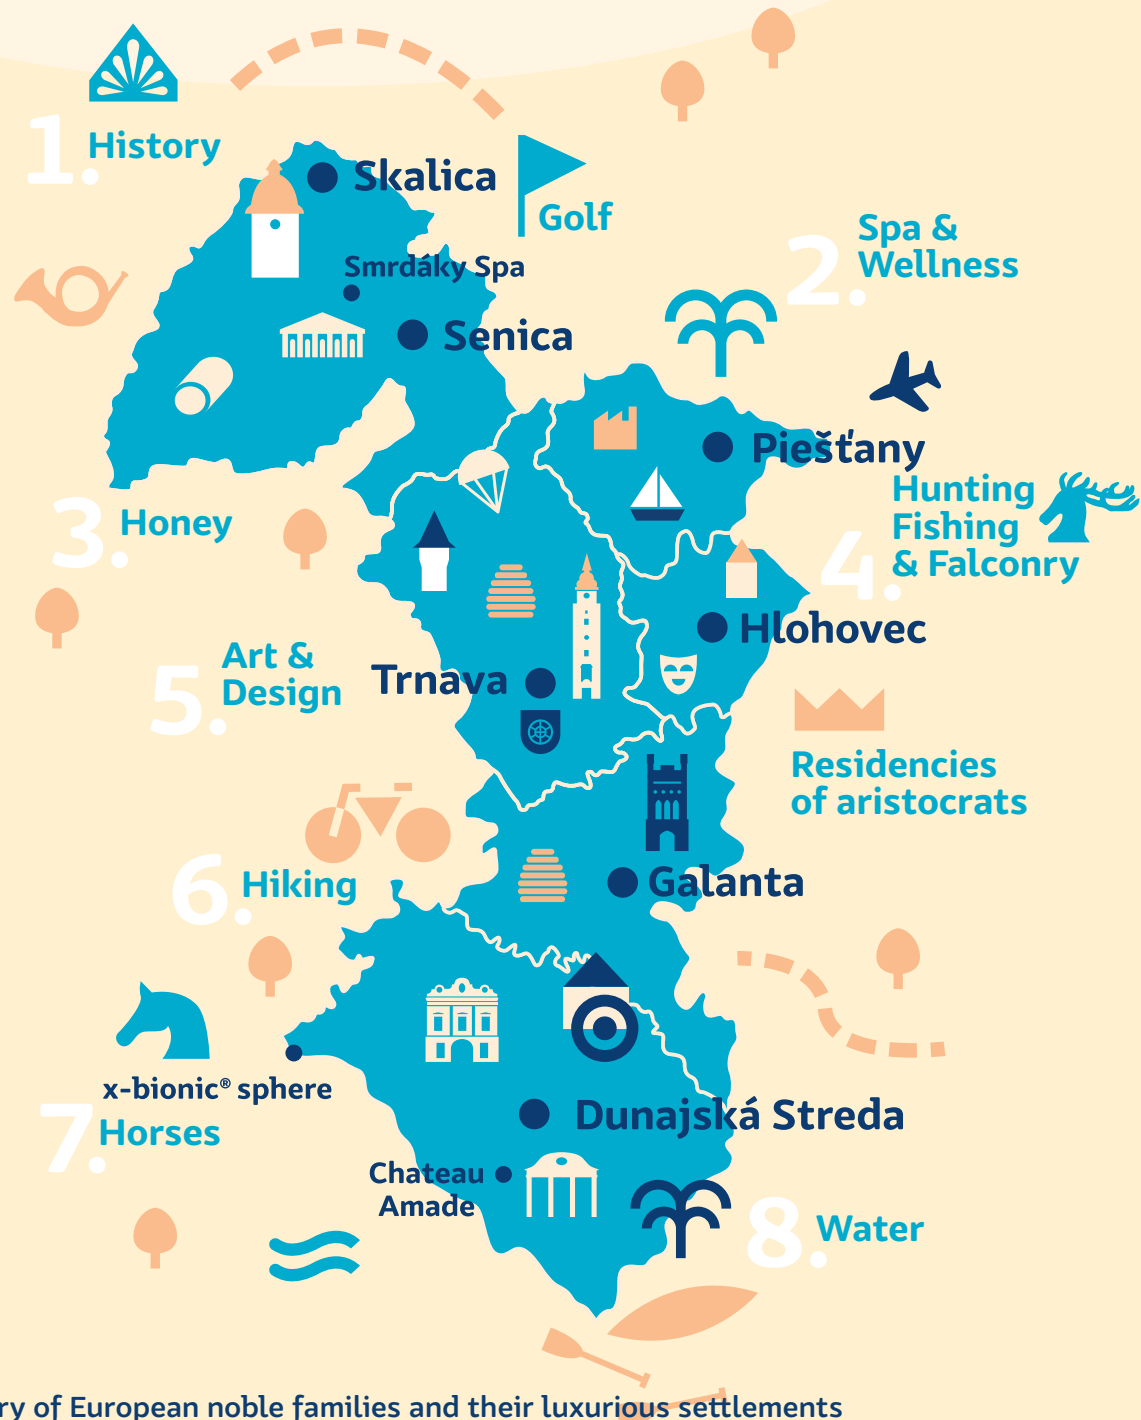 1. History
Skalica
Golf
Spa &
2. Wellness
Smrdáky Spa
Senica
Piešťany
Hunting
Fishing
4. & Falconry
3. Honey
Hlohovec
Art &
5. Design
Trnava
Residencies
of aristocrats
6. Hiking
Galanta
x-bionic® sphere
7. Horses
Dunajská Streda
Chateau
Amade
8. Water
ry of European noble families and their luxurious settlements